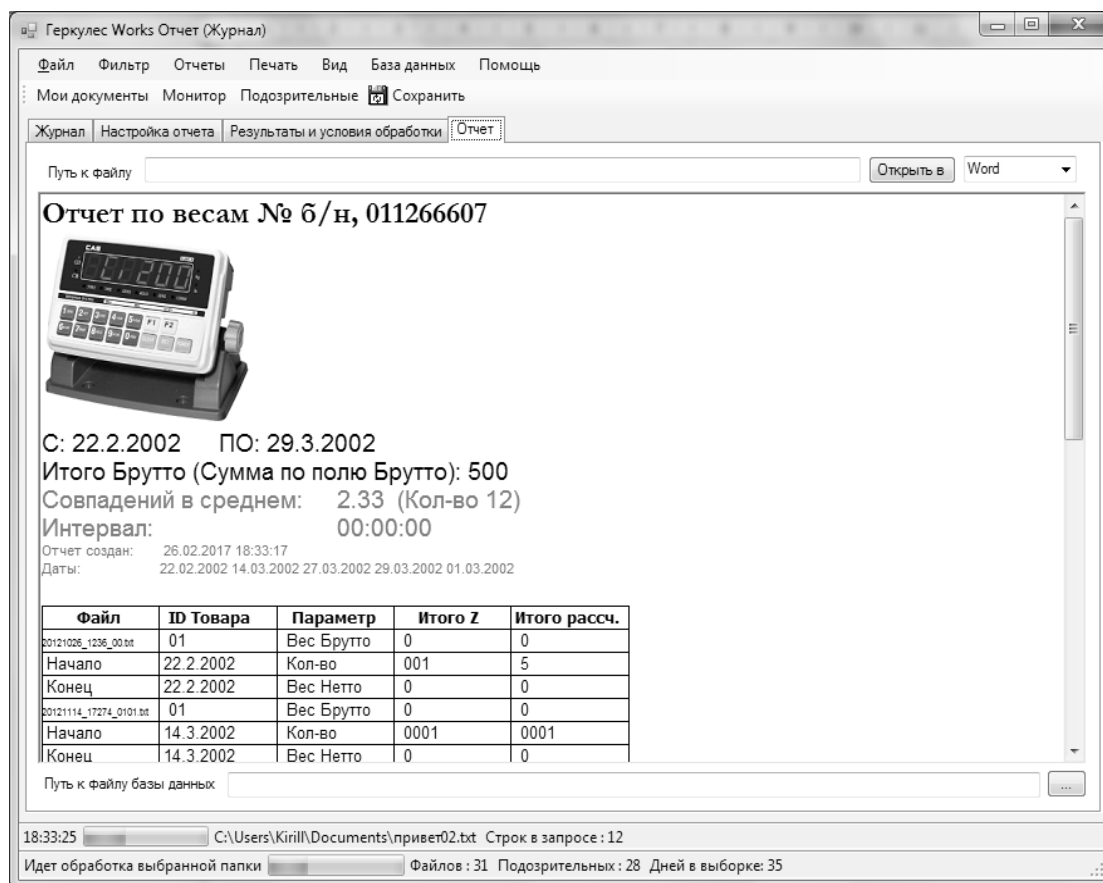 Геркулес Works Отчет (Журнал)
Файл Фильтр Отчеты Печать Вид База данных Помощь
Мои документы Монитор Подозрительные Сохранить
Журнал Настройка отчета Результаты и условия обработки Отчет
Путь к файлу Открыть в Word
Отчет по весам № б/н, 011266607
CAS
С: 22.2.2002 ПО: 29.3.2002
Итого Брутто (Сумма по полю Брутто): 500
Совпадений в среднем: 2.33 (Кол-во 12)
Интервал: 00:00:00
Отчет создан: 26.02.2017 18:33:17
Даты: 22.02.2002 14.03.2002 27.03.2002 29.03.2002 01.03.2002
Файл ID Товара Параметр Итого Z Итого рассч.
20121026_1236_00.txt 01 Вес Брутто 0 0
Начало 22.2.2002 Кол-во 001 5
Конец 22.2.2002 Вес Нетто 0 0
20121114_17274_0101.txt 01 Вес Брутто 0 0
Начало 14.3.2002 Кол-во 0001 0001
Конец 14.3.2002 Вес Нетто 0 0
Путь к файлу базы данных ...
18:33:25 C:\Users\Kirill\Documents\привет02.txt Строк в запросе : 12
Идет обработка выбранной папки Файлов : 31 Подозрительных : 28 Дней в выборке: 35